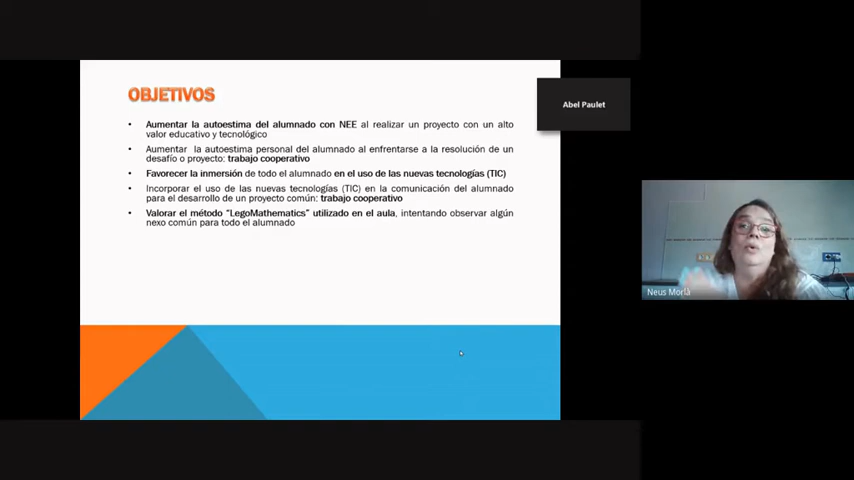 OBJETIVOS
• Aumentar la autoestima del alumnado con NEE al realizar un proyecto con un alto
valor educativo y tecnológico
• Aumentar la autoestima personal del alumnado al enfrentarse a la resolución de un
desafío o proyecto: trabajo cooperativo
• Favorecer la inmersión de todo el alumnado en el uso de las nuevas tecnologías (TIC)
• Incorporar el uso de las nuevas tecnologías (TIC) en la comunicación del alumnado
para el desarrollo de un proyecto común: trabajo cooperativo
• Valorar el método "LegoMathematics" utilizado en el aula, intentando observar algún
nexo común para todo el alumnado
Abel Paulet
Neus Morlà